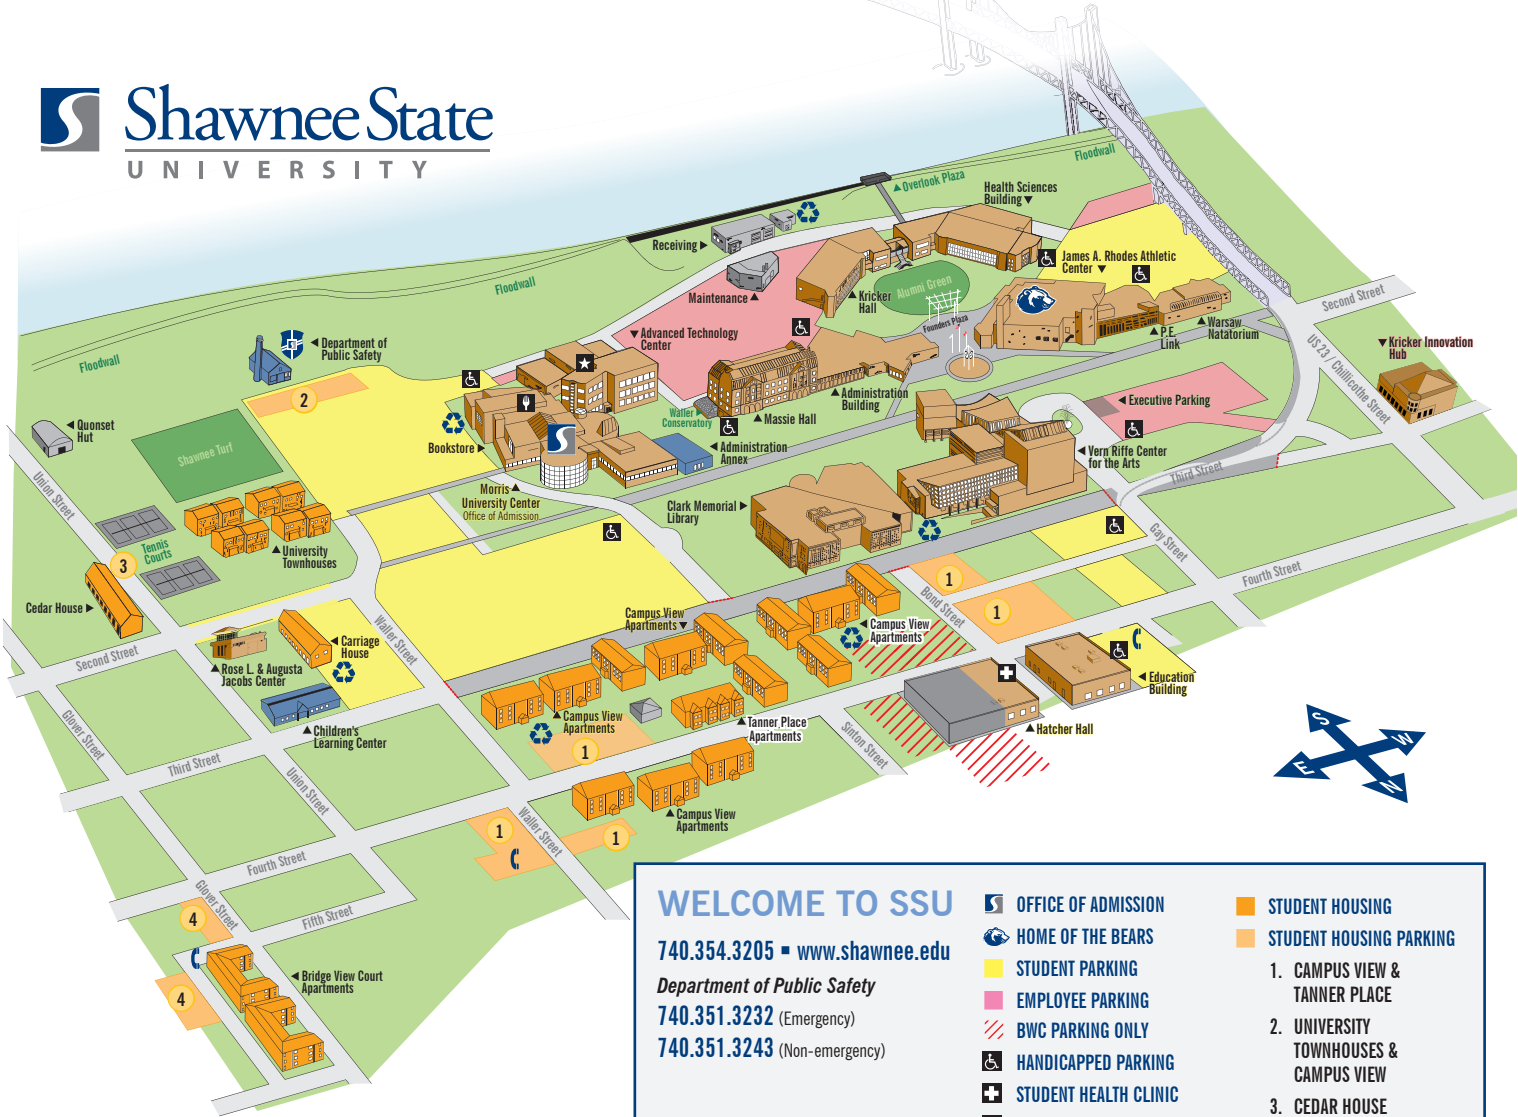 Shawnee State
UNIVERSITY
Floodwall
Overlook Plaza
Health Sciences
Building
Receiving
James A. Rhodes Athletic
Center
Floodwall
Maintenance
Kricker
Hall
Alumni Green
Founders Plaza
Second Street
Warsaw
Natatorium
P.E.
Link
US 23 / Chillicothe Street
Kricker Innovation
Hub
Advanced Technology
Center
Department of
Public Safety
Floodwall
2
Administration
Building
Massie Hall
Waller
Conservatory
Executive Parking
Quonset
Hut
Shawnee Turf
Bookstore
Administration
Annex
Vern Riffe Center
for the Arts
Third Street
Union Street
Morris
University Center
Office of Admission
Clark Memorial
Library
Gay Street
Tennis
Courts
University
Townhouses
3
Fourth Street
1
Bond Street
1
Cedar House
Campus View
Apartments
Campus View
Apartments
Waller Street
Carriage
House
Second Street
Rose L. & Augusta
Jacobs Center
Education
Building
Glover Street
Campus View
Apartments
Tanner Place
Apartments
Sinton Street
Hatcher Hall
Children's
Learning Center
1
S
W
E
N
Third Street
Union Street
Campus View
Apartments
Waller Street
1
1
Fourth Street
Glover Street
4
Fifth Street
Bridge View Court
Apartments
4
WELCOME TO SSU
740.354.3205 ■ www.shawnee.edu
Department of Public Safety
740.351.3232 (Emergency)
740.351.3243 (Non-emergency)
OFFICE OF ADMISSION
HOME OF THE BEARS
STUDENT PARKING
EMPLOYEE PARKING
BWC PARKING ONLY
HANDICAPPED PARKING
STUDENT HEALTH CLINIC
STUDENT HOUSING
STUDENT HOUSING PARKING
1. CAMPUS VIEW &
TANNER PLACE
2. UNIVERSITY
TOWNHOUSES &
CAMPUS VIEW
3. CEDAR HOUSE